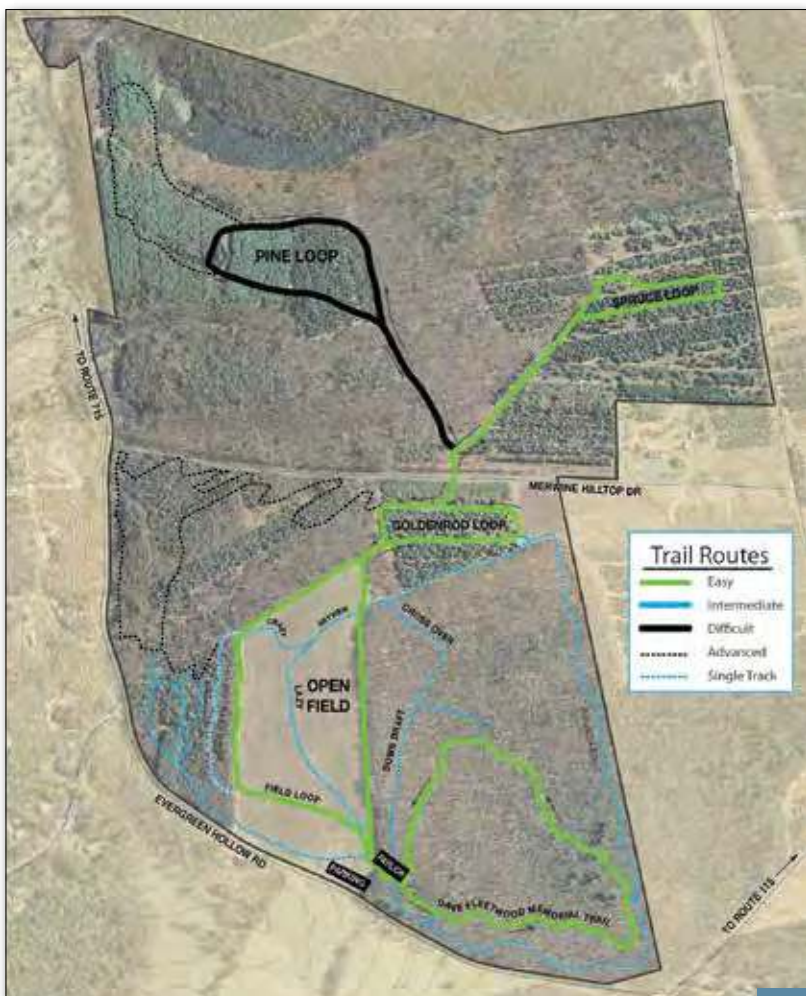 PINE LOOP
SPRUCE LOOP
TO ROUTE 715
MERWINE HILLTOP DR
GOLDENROD LOOP
Trail Routes
Easy
Intermediate
Difficult
Advanced
Single Track
CROSS OVER
OPEN
FIELD
LAZY
DOWN DRAFT
FIELD LOOP
EVERGREEN HOLLOW RD
PARKING
DAVE FLEETWOOD MEMORIAL TRAIL
TO ROUTE 115